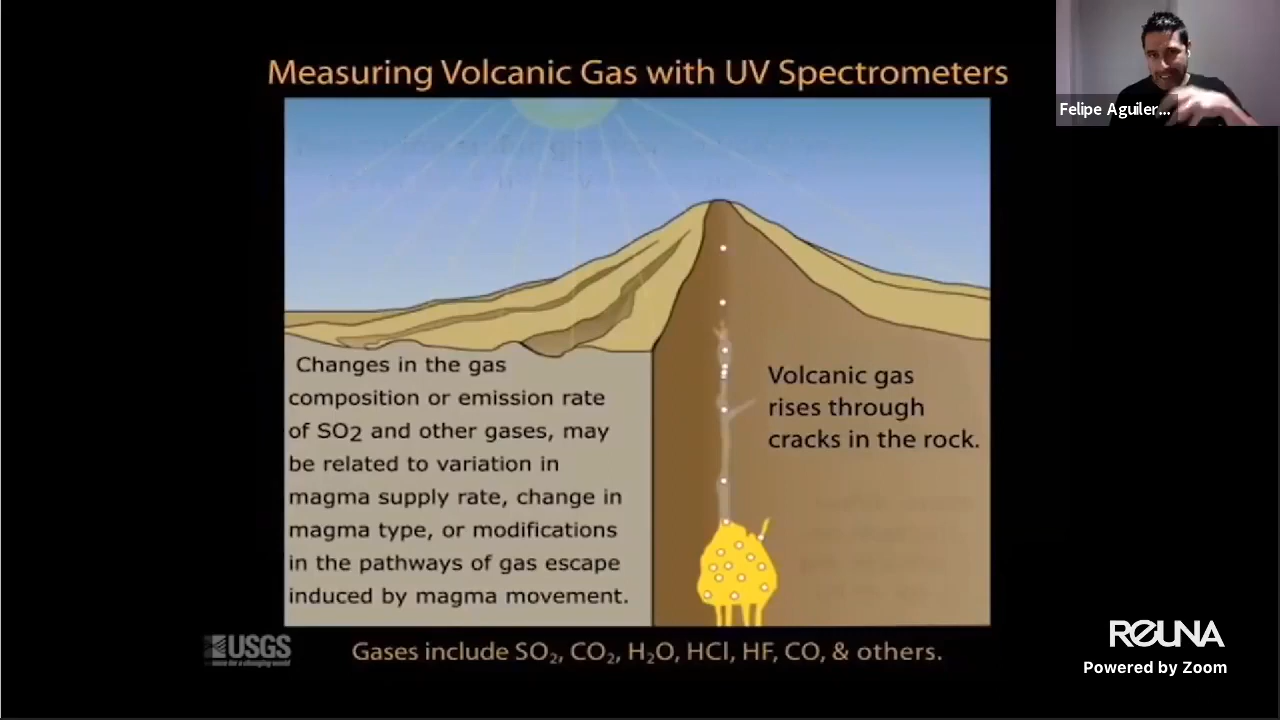 Measuring Volcanic Gas with UV Spectrometers
Felipe Aguiler...
Changes in the gas
composition or emission rate
of SO2 and other gases, may
be related to variation in
magma supply rate, change in
magma type, or modifications
in the pathways of gas escape
induced by magma movement.
Volcanic gas
rises through
cracks in the rock.
USGS
Gases include SO₂, CO₂, H₂O, HCl, HF, CO, & others.
REUNA
Powered by Zoom